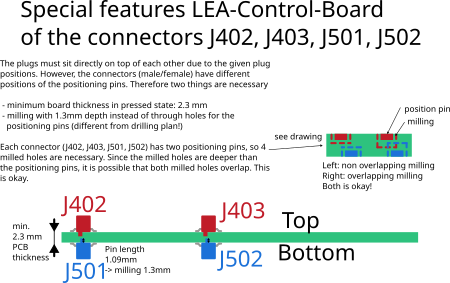 Special features LEA-Control-Board
of the connectors J402, J403, J501, J502
The plugs must sit directly on top of each other due to the given plug
positions. However, the connectors (male/female) have different
positions of the positioning pins. Therefore two things are necessary
- minimum board thickness in pressed state: 2.3 mm
- milling with 1.3mm depth instead of through holes for the
positioning pins (different from drilling plan!)
Each connector (J402, J403, J501, J502) has two positioning pins, so 4
milled holes are necessary. Since the milled holes are deeper than
the positioning pins, it is possible that both milled holes overlap. This
is okay.
position pin
milling
see drawing
Left: non overlapping milling
Right: overlapping milling
Both is okay!
J402
J403
Top
min.
2.3 mm
PCB
thickness
Bottom
J501
Pin length
1.09mm
-> milling 1.3mm
J502